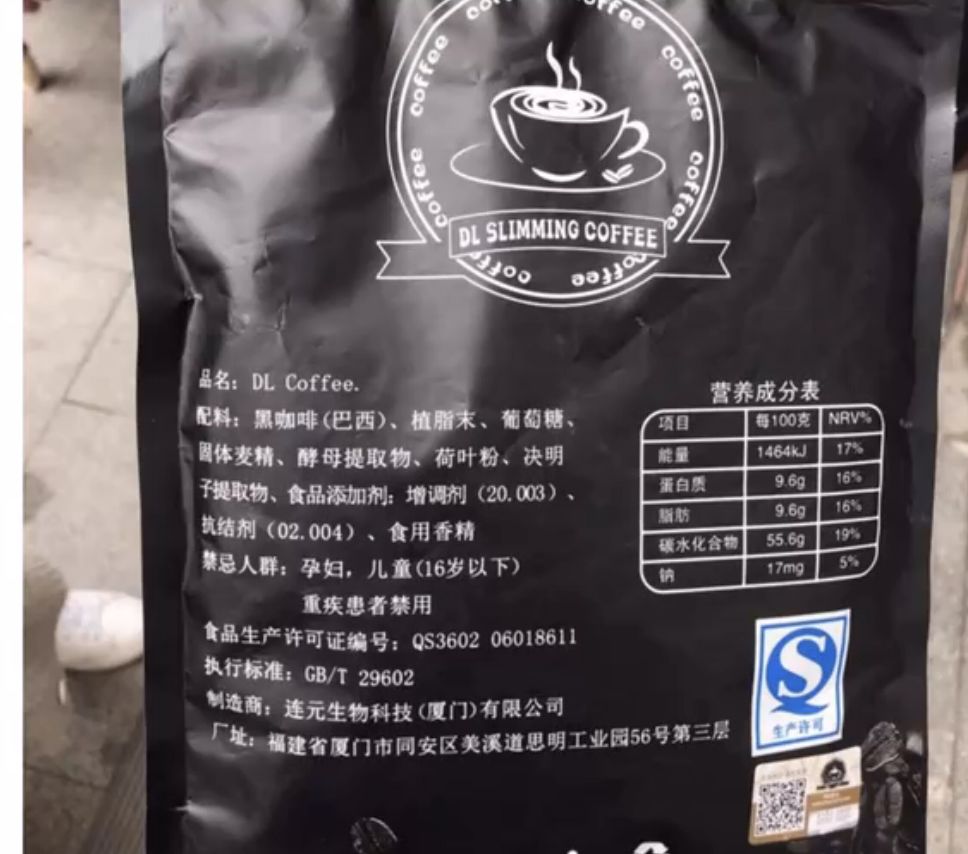 coffee
coffee
coffee
coffee
coffee
coffee
DL SLIMMING COFFEE
coffee
coffee
coffee
品名：DL Coffee.
配料：黑咖啡(巴西)、植脂末、葡萄糖、
固体麦精、酵母提取物、荷叶粉、决明
子提取物、食品添加剂：增调剂（20.003）、
抗结剂（02.004）、食用香精
禁忌人群：孕妇，儿童(16岁以下)
重疾患者禁用
食品生产许可证编号：QS3602 06018611
执行标准：GB/T 29602
制造商：连元生物科技(厦门)有限公司
厂址：福建省厦门市同安区美溪道思明工业园56号第三层
营养成分表
项目 每100克 NRV%
能量 1464kJ 17%
蛋白质 9.6g 16%
脂肪 9.6g 16%
碳水化合物 55.6g 19%
钠 17mg 5%
生产许可